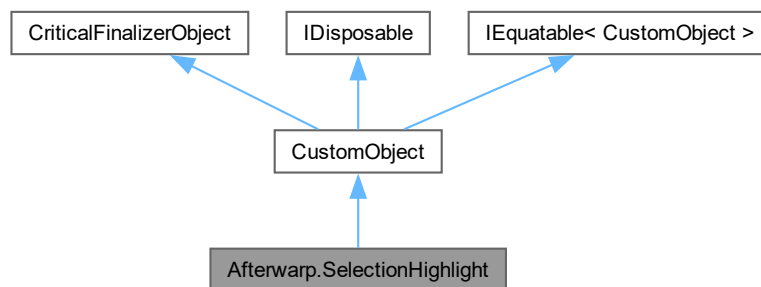 CriticalFinalizerObject
IDisposable
IEquatable< CustomObject >
CustomObject
Afterwarp.SelectionHighlight